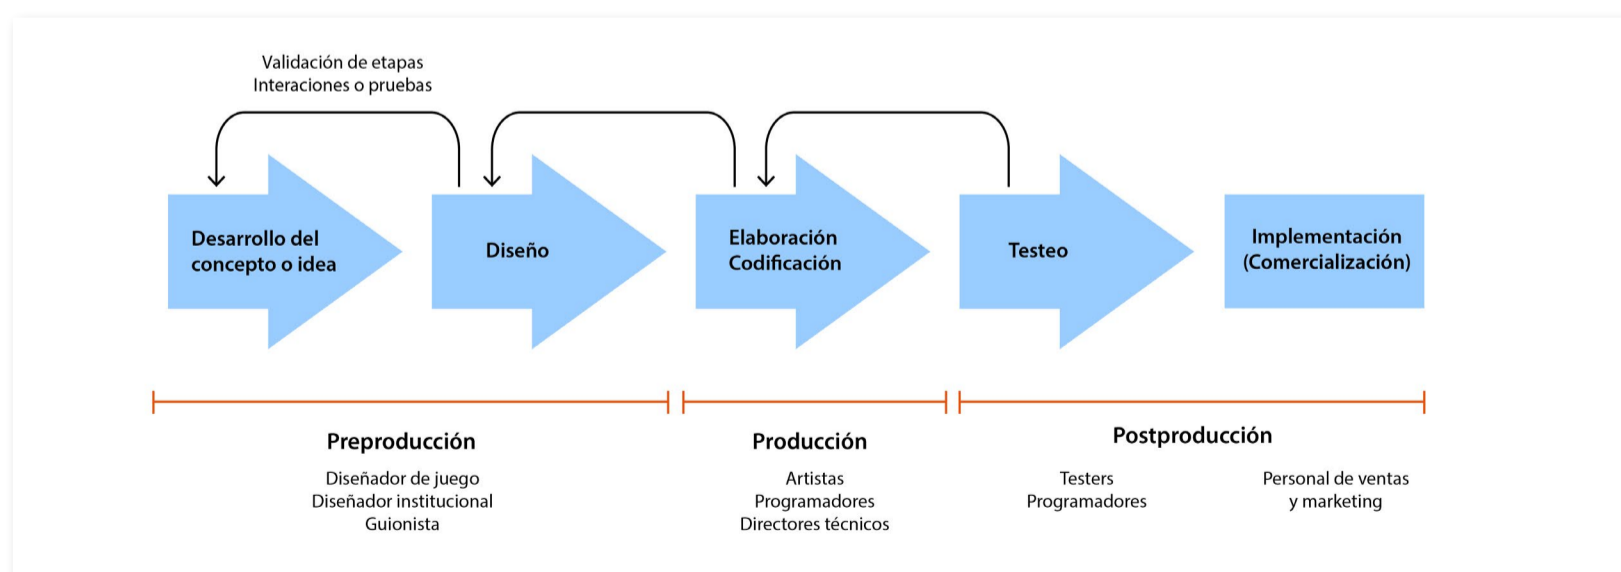 Validación de etapas
Interaciones o pruebas
Desarrollo del
concepto o idea
Diseño
Elaboración
Codificación
Testeo
Implementación
(Comercialización)
Preproducción
Diseñador de juego
Diseñador institucional
Guionista
Producción
Artistas
Programadores
Directores técnicos
Postproducción
Testers
Programadores
Personal de ventas
y marketing